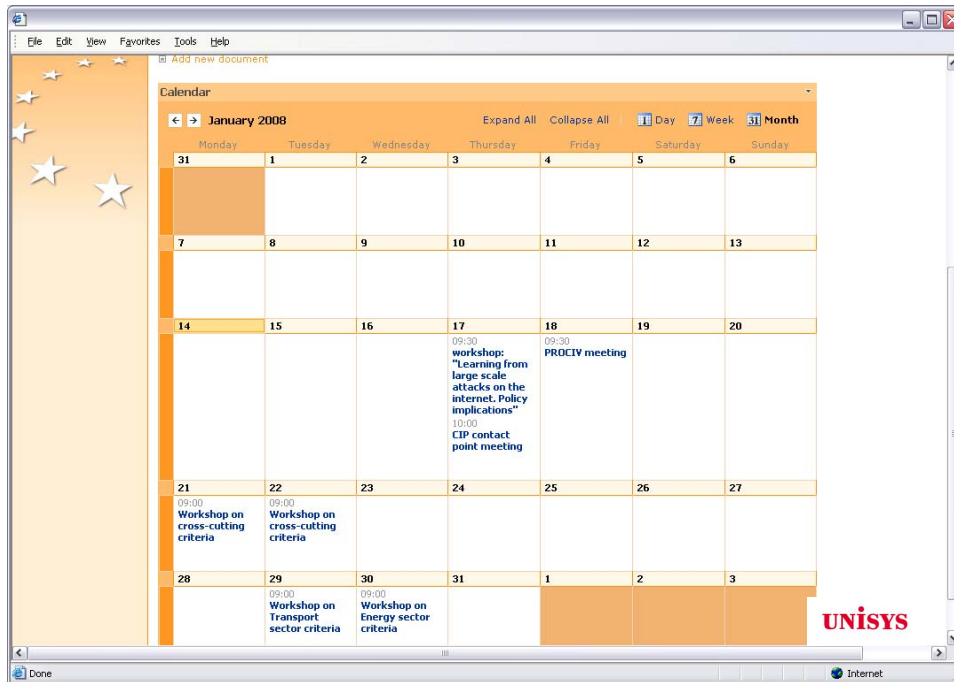 File Edit View Favorites Tools Help
Add new document
Calendar
January 2008 Expand All Collapse All 1 Day 7 Week 31 Month
Monday Tuesday Wednesday Thursday Friday Saturday Sunday
31 1 2 3 4 5 6
7 8 9 10 11 12 13
14 15 16 17 18 19 20
09:30
workshop:
"Learning from
large scale
attacks on the
internet. Policy
implications"
10:00
CIP contact
point meeting
09:30
PROCIV meeting
21 22 23 24 25 26 27
09:00
Workshop on
cross-cutting
criteria
09:00
Workshop on
cross-cutting
criteria
28 29 30 31 1 2 3
09:00
Workshop on
Transport
sector criteria
09:00
Workshop on
Energy sector
criteria
UNISYS
Done Internet